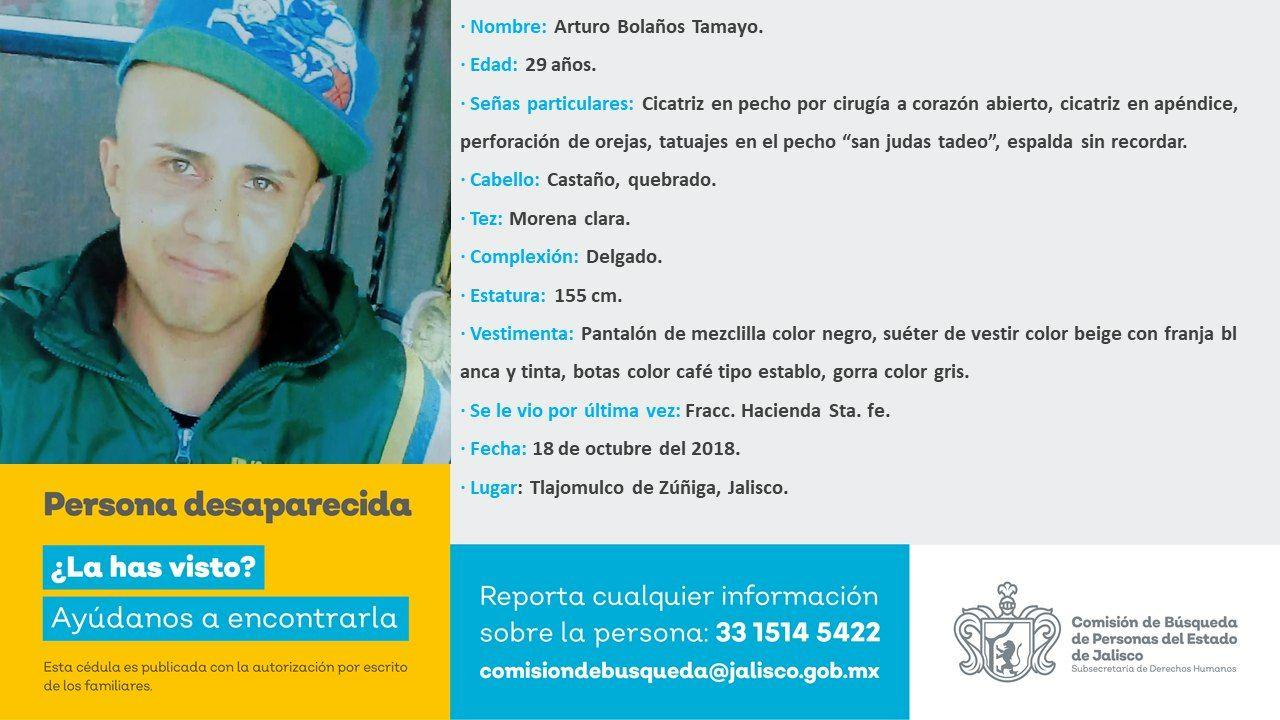 · Nombre: Arturo Bolaños Tamayo.
· Edad: 29 años.
· Señas particulares: Cicatriz en pecho por cirugía a corazón abierto, cicatriz en apéndice,
perforación de orejas, tatuajes en el pecho “san judas tadeo”, espalda sin recordar.
· Cabello: Castaño, quebrado.
· Tez: Morena clara.
· Complexión: Delgado.
· Estatura: 155 cm.
· Vestimenta: Pantalón de mezclilla color negro, suéter de vestir color beige con franja bl
anca y tinta, botas color café tipo establo, gorra color gris.
· Se le vio por última vez: Fracc. Hacienda Sta. fe.
· Fecha: 18 de octubre del 2018.
· Lugar: Tlajomulco de Zúñiga, Jalisco.
Persona desaparecida
¿La has visto?
Ayúdanos a encontrarla
Esta cédula es publicada con la autorización por escrito
de los familiares.
Reporta cualquier información
sobre la persona: 33 1514 5422
comisiondebusqueda@jalisco.gob.mx
Comisión de Búsqueda
de Personas del Estado
de Jalisco
Subsecretaría de Derechos Humanos